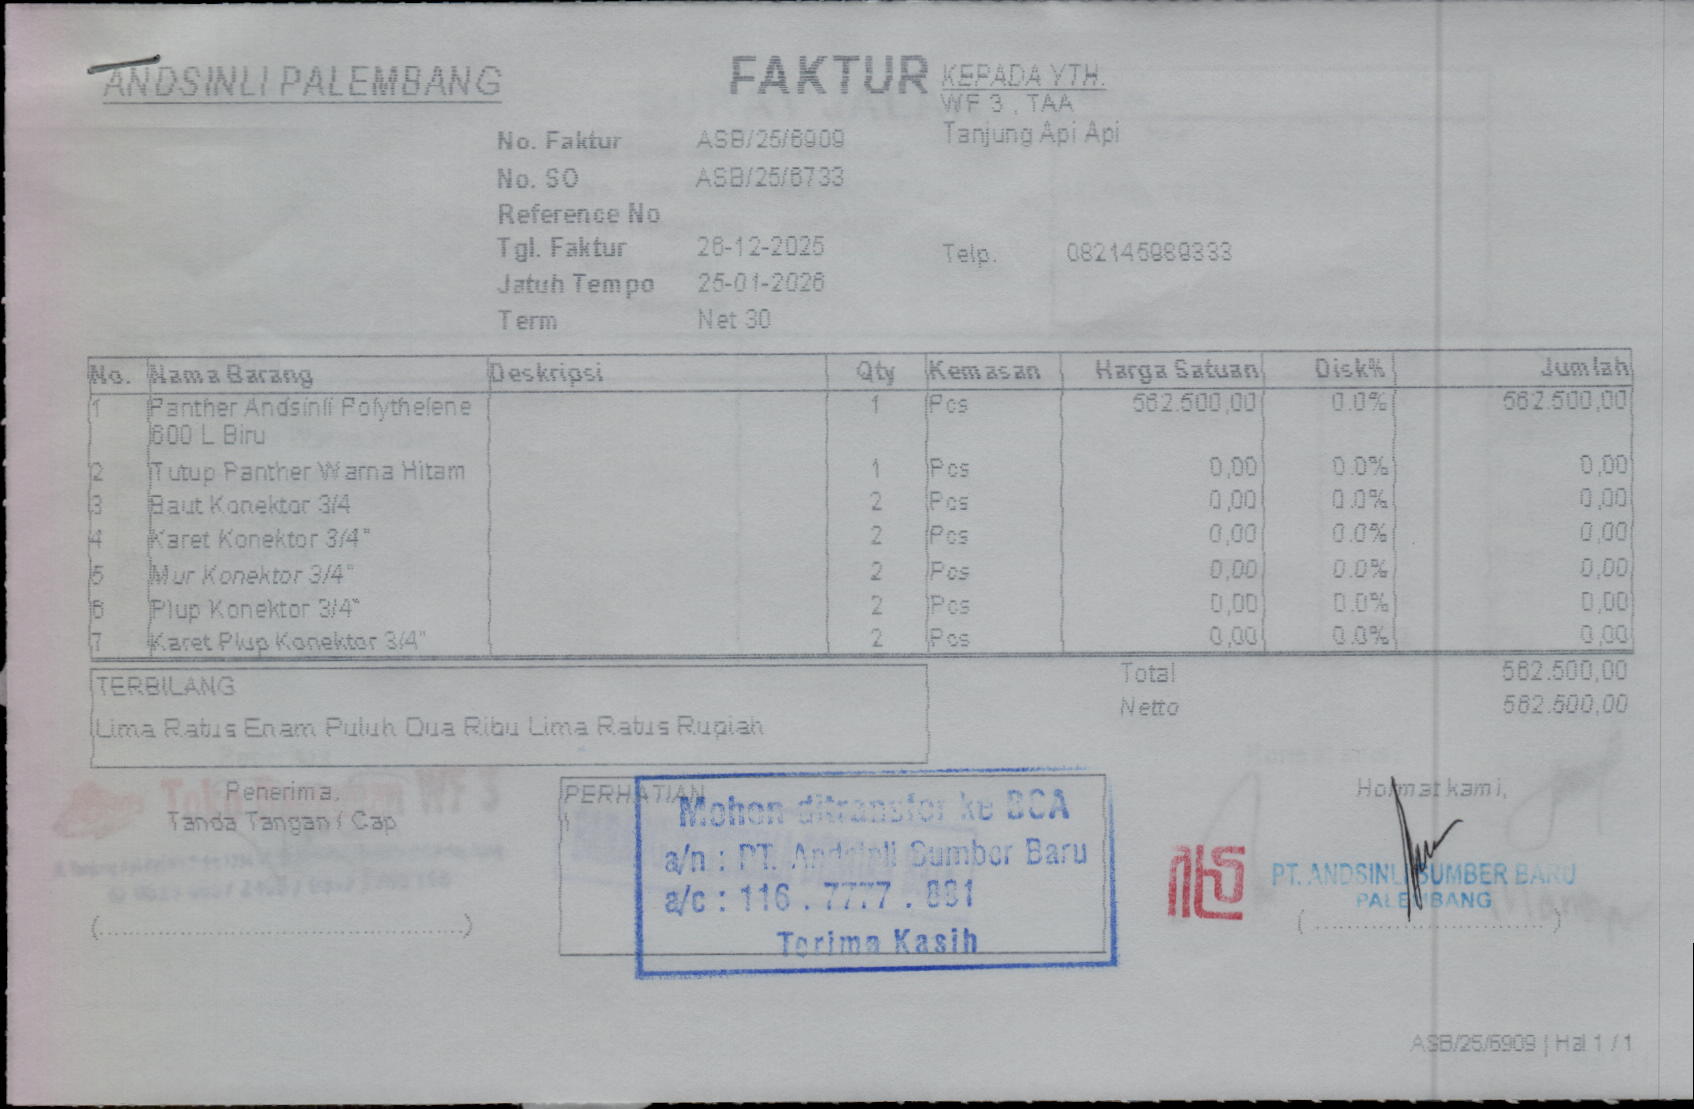 ANDSINLI PALEMBANG
FAKTUR
KEPADA YTH.
WF 3 , TAA
Tanjung Api Api
No. Faktur ASB/25/6909
No. SO ASB/25/6733
Reference No
Tgl. Faktur 26-12-2025
Telp. 082145989333
Jatuh Tempo 25-01-2026
Term Net 30
No. Nama Barang Deskripsi Qty Kemasan Harga Satuan Disk% Jumlah
1 Panther Andsinli Polythelene 1 Pcs 562.500,00 0.0% 562.500,00
600 L Biru
2 Tutup Panther Warna Hitam 1 Pcs 0,00 0.0% 0,00
3 Baut Konektor 3/4 2 Pcs 0,00 0.0% 0,00
4 Karet Konektor 3/4" 2 Pcs 0,00 0.0% 0,00
5 Mur Konektor 3/4" 2 Pcs 0,00 0.0% 0,00
6 Plup Konektor 3/4" 2 Pcs 0,00 0.0% 0,00
7 Karet Plup Konektor 3/4" 2 Pcs 0,00 0.0% 0,00
Total 562.500,00
Netto 562.500,00
TERBILANG
Lima Ratus Enam Puluh Dua Ribu Lima Ratus Rupiah
Penerima,
Tanda Tangan / Cap
(..........................................)
PERHATIAN
Mohon ditransfer ke BCA
a/n : PT. Andsinli Sumber Baru
a/c : 116 . 7777 . 881
Terima Kasih
Hormat kami,
PT. ANDSINLI SUMBER BARU
PALEMBANG
(............................)
ASB/25/6909 | Hal 1 / 1